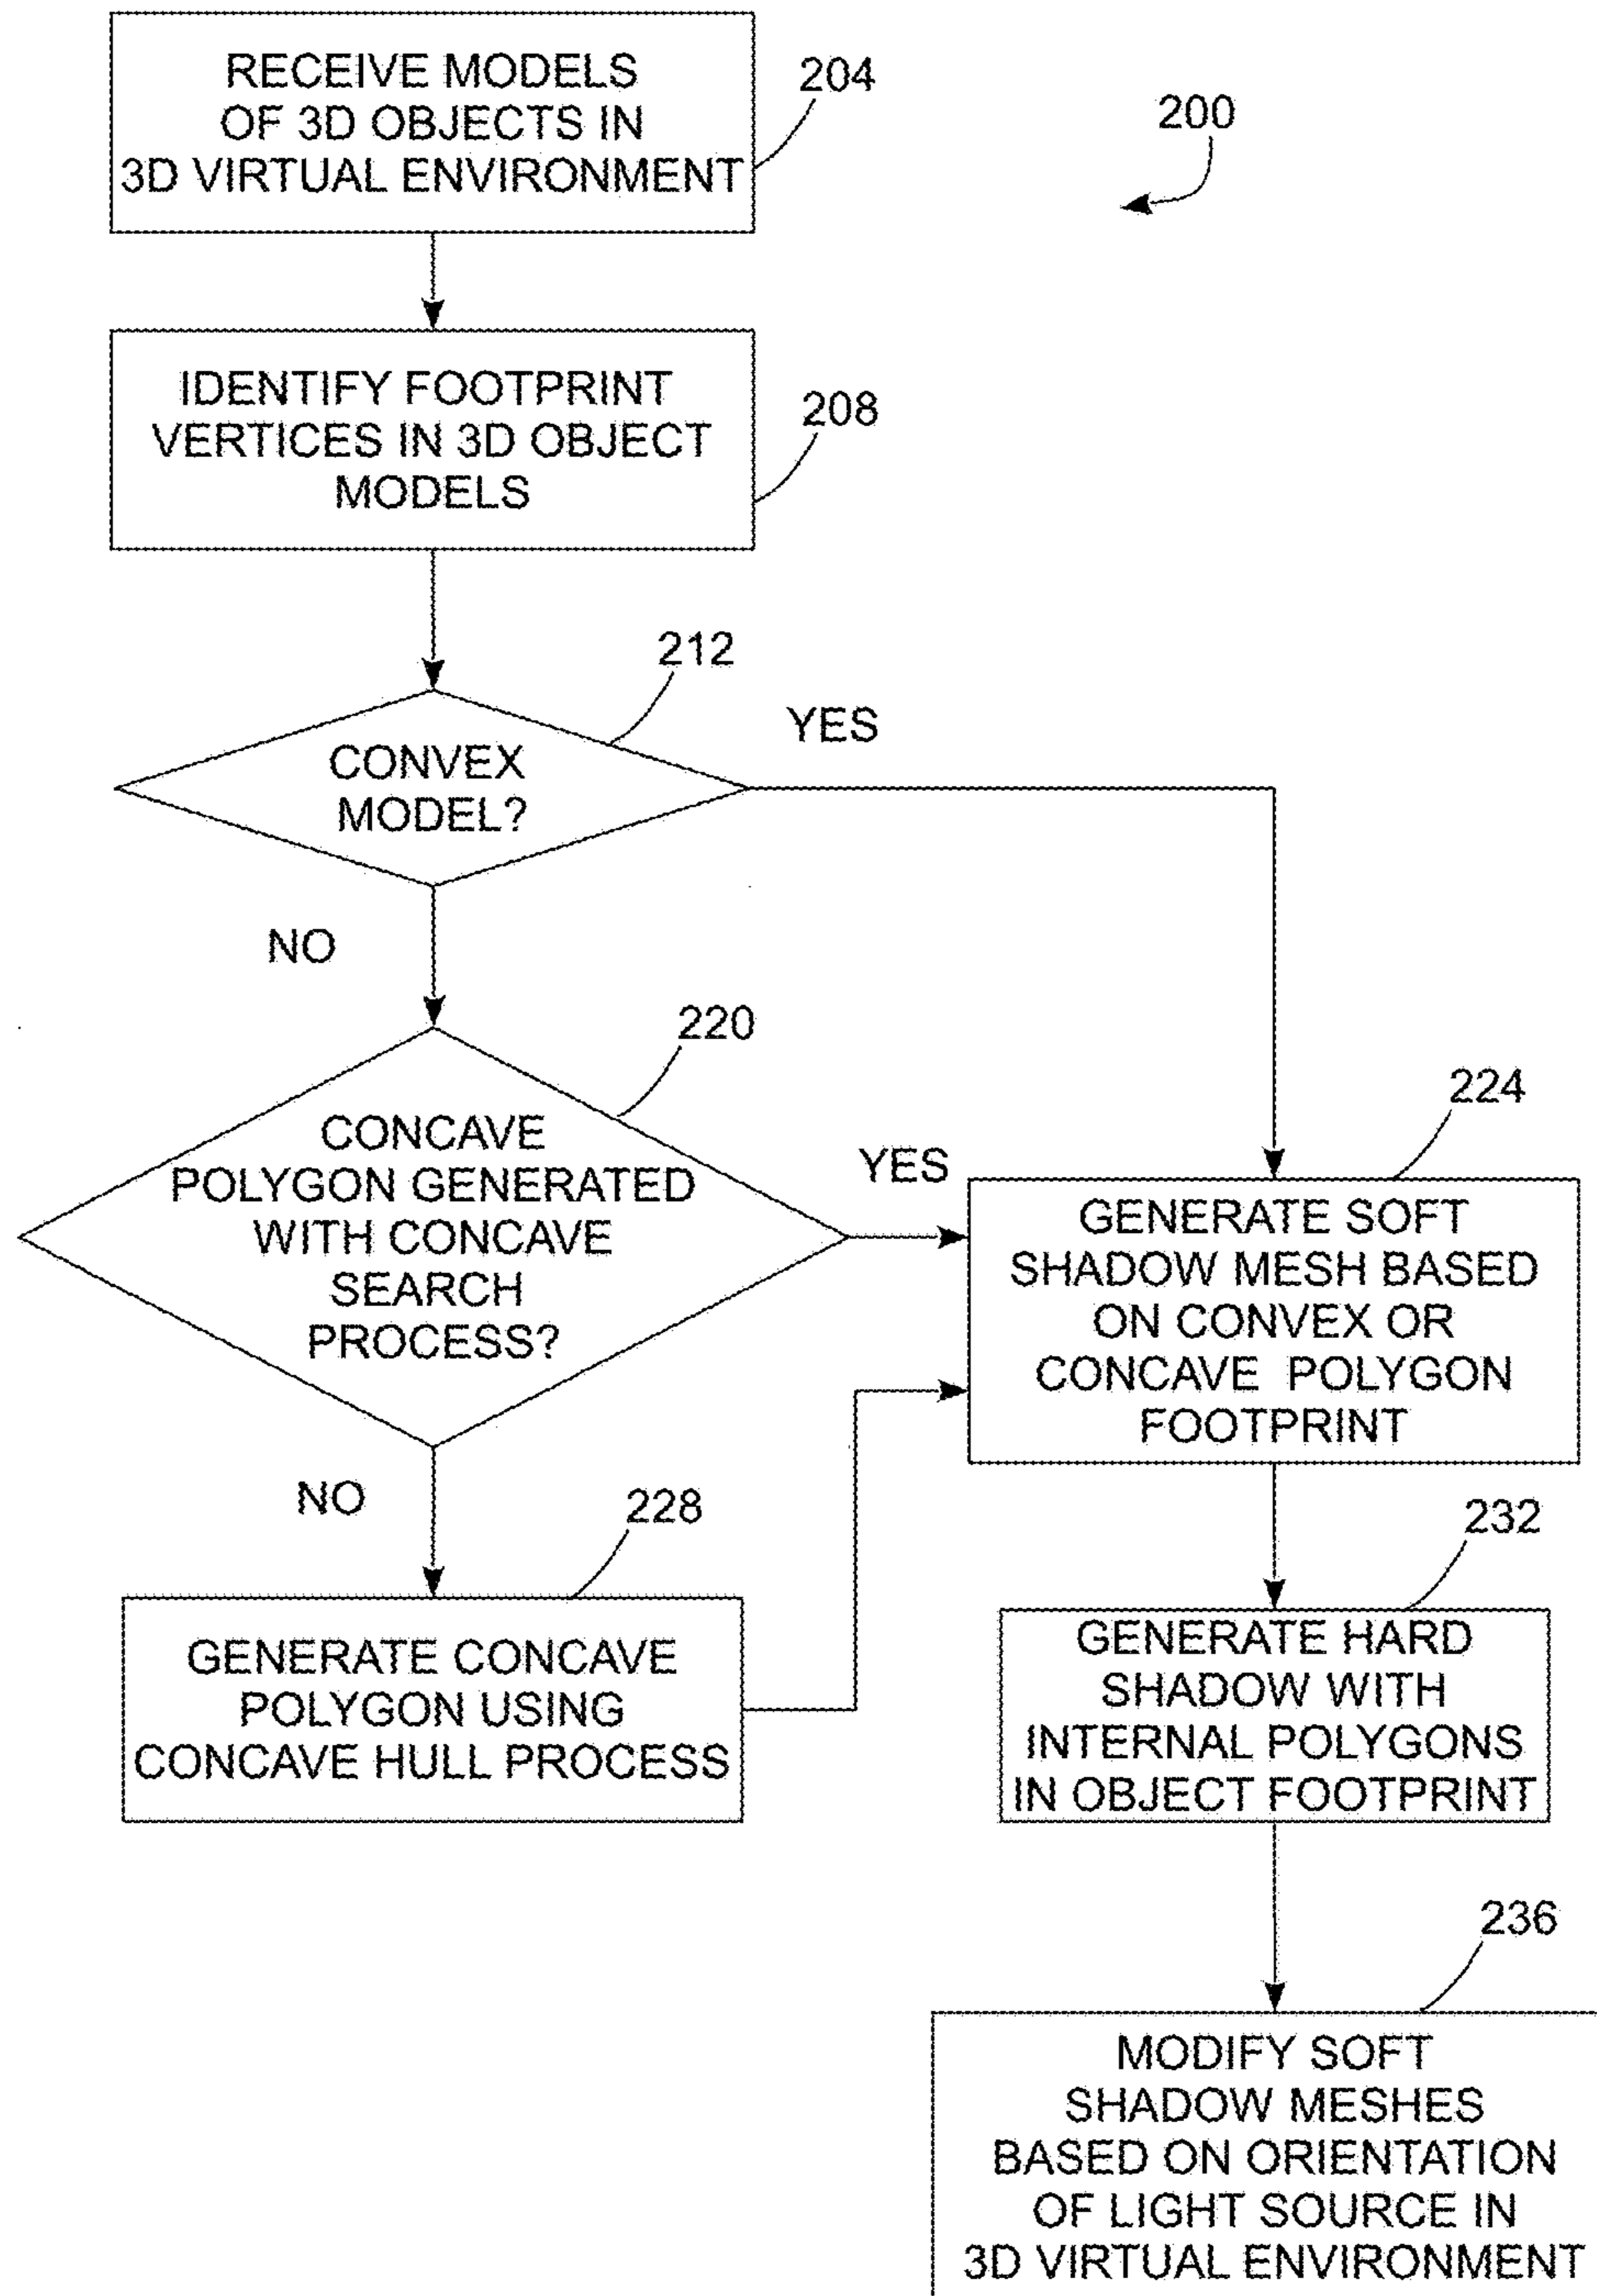 RECEIVE MODELS
OF 3D OBJECTS IN
3D VIRTUAL ENVIRONMENT
204
200
IDENTIFY FOOTPRINT
VERTICES IN 3D OBJECT
MODELS
208
212
CONVEX
MODEL?
YES
NO
220
CONCAVE
POLYGON GENERATED
WITH CONCAVE
SEARCH
PROCESS?
YES
NO
224
GENERATE SOFT
SHADOW MESH BASED
ON CONVEX OR
CONCAVE POLYGON
FOOTPRINT
228
GENERATE CONCAVE
POLYGON USING
CONCAVE HULL PROCESS
232
GENERATE HARD
SHADOW WITH
INTERNAL POLYGONS
IN OBJECT FOOTPRINT
236
MODIFY SOFT
SHADOW MESHES
BASED ON ORIENTATION
OF LIGHT SOURCE IN
3D VIRTUAL ENVIRONMENT